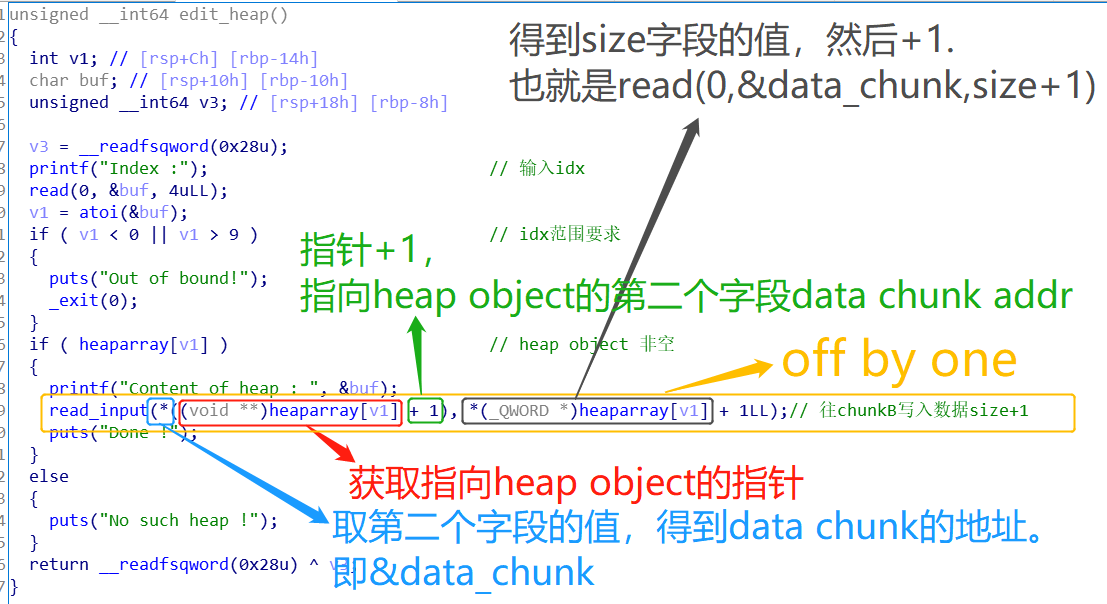 unsigned __int64 edit_heap()
{
int v1; // [rsp+Ch] [rbp-14h]
char buf; // [rsp+10h] [rbp-10h]
unsigned __int64 v3; // [rsp+18h] [rbp-8h]
得到size字段的值，然后+1.
也就是read(0,&data_chunk,size+1)
v3 = __readfsqword(0x28u);
printf("Index :"); // 输入idx
read(0, &buf, 4uLL);
v1 = atoi(&buf);
if ( v1 < 0 || v1 > 9 ) // idx范围要求
{
puts("Out of bound!");
_exit(0);
}
指针+1，
指向heap object的第二个字段data chunk addr
if ( heaparray[v1] ) // heap object 非空
{
off by one
printf("Content of heap : ", &buf);
read_input(*((void **)heaparray[v1] + 1), *(_QWORD *)heaparray[v1] + 1LL);// 往chunkB写入数据size+1
puts("Done !");
}
else
{
获取指向heap object的指针
puts("No such heap !");
}
取第二个字段的值，得到data chunk的地址。
即&data_chunk
return __readfsqword(0x28u) ^
}